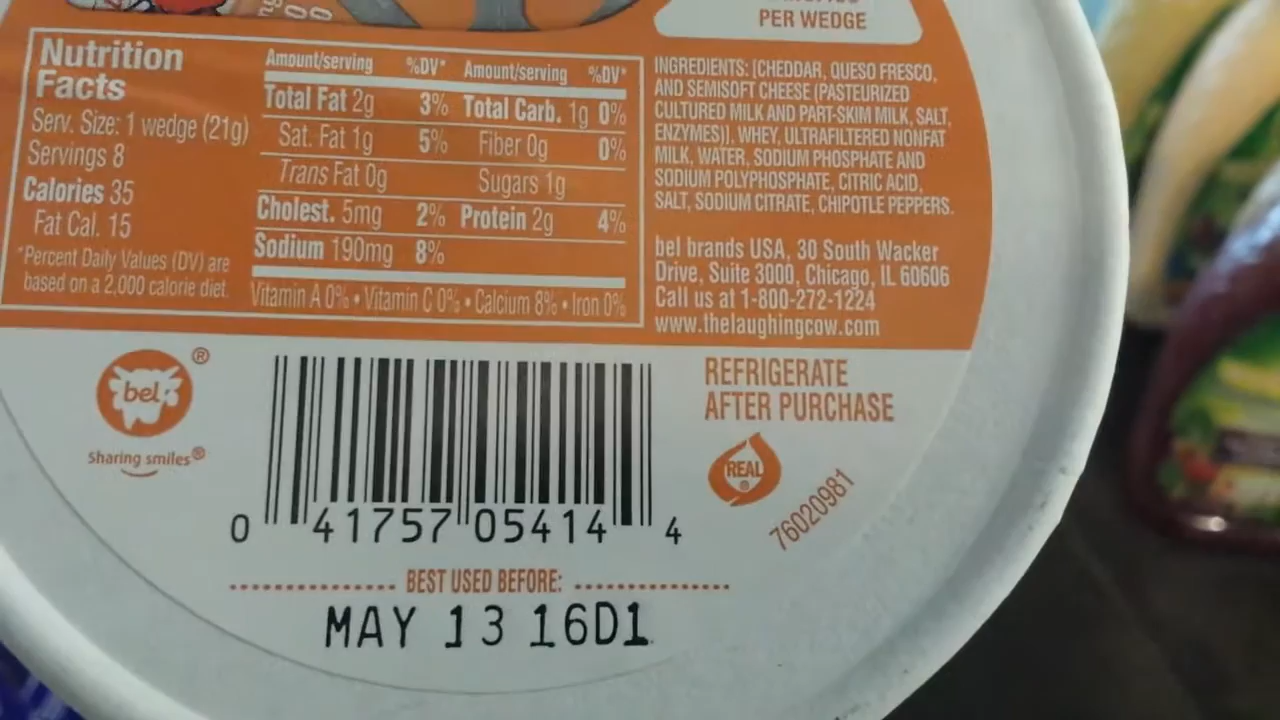 PER WEDGE
Nutrition
Facts
Serv. Size: 1 wedge (21g)
Servings 8
Calories 35
Fat Cal. 15
*Percent Daily Values (DV) are
based on a 2,000 calorie diet.
Amount/serving %DV* Amount/serving %DV*
Total Fat 2g 3% Total Carb. 1g 0%
Sat. Fat 1g 5% Fiber 0g 0%
Trans Fat 0g Sugars 1g
Cholest. 5mg 2% Protein 2g 4%
Sodium 190mg 8%
Vitamin A 0% • Vitamin C 0% • Calcium 8% • Iron 0%
INGREDIENTS: [CHEDDAR, QUESO FRESCO,
AND SEMISOFT CHEESE (PASTEURIZED
CULTURED MILK AND PART-SKIM MILK, SALT,
ENZYMES)], WHEY, ULTRAFILTERED NONFAT
MILK, WATER, SODIUM PHOSPHATE AND
SODIUM POLYPHOSPHATE, CITRIC ACID,
SALT, SODIUM CITRATE, CHIPOTLE PEPPERS.
bel brands USA, 30 South Wacker
Drive, Suite 3000, Chicago, IL 60606
Call us at 1-800-272-1224
www.thelaughingcow.com
bel ®
sharing smiles®
0 41757 05414 4
REFRIGERATE
AFTER PURCHASE
REAL ®
76020981
BEST USED BEFORE:
MAY 13 16D1